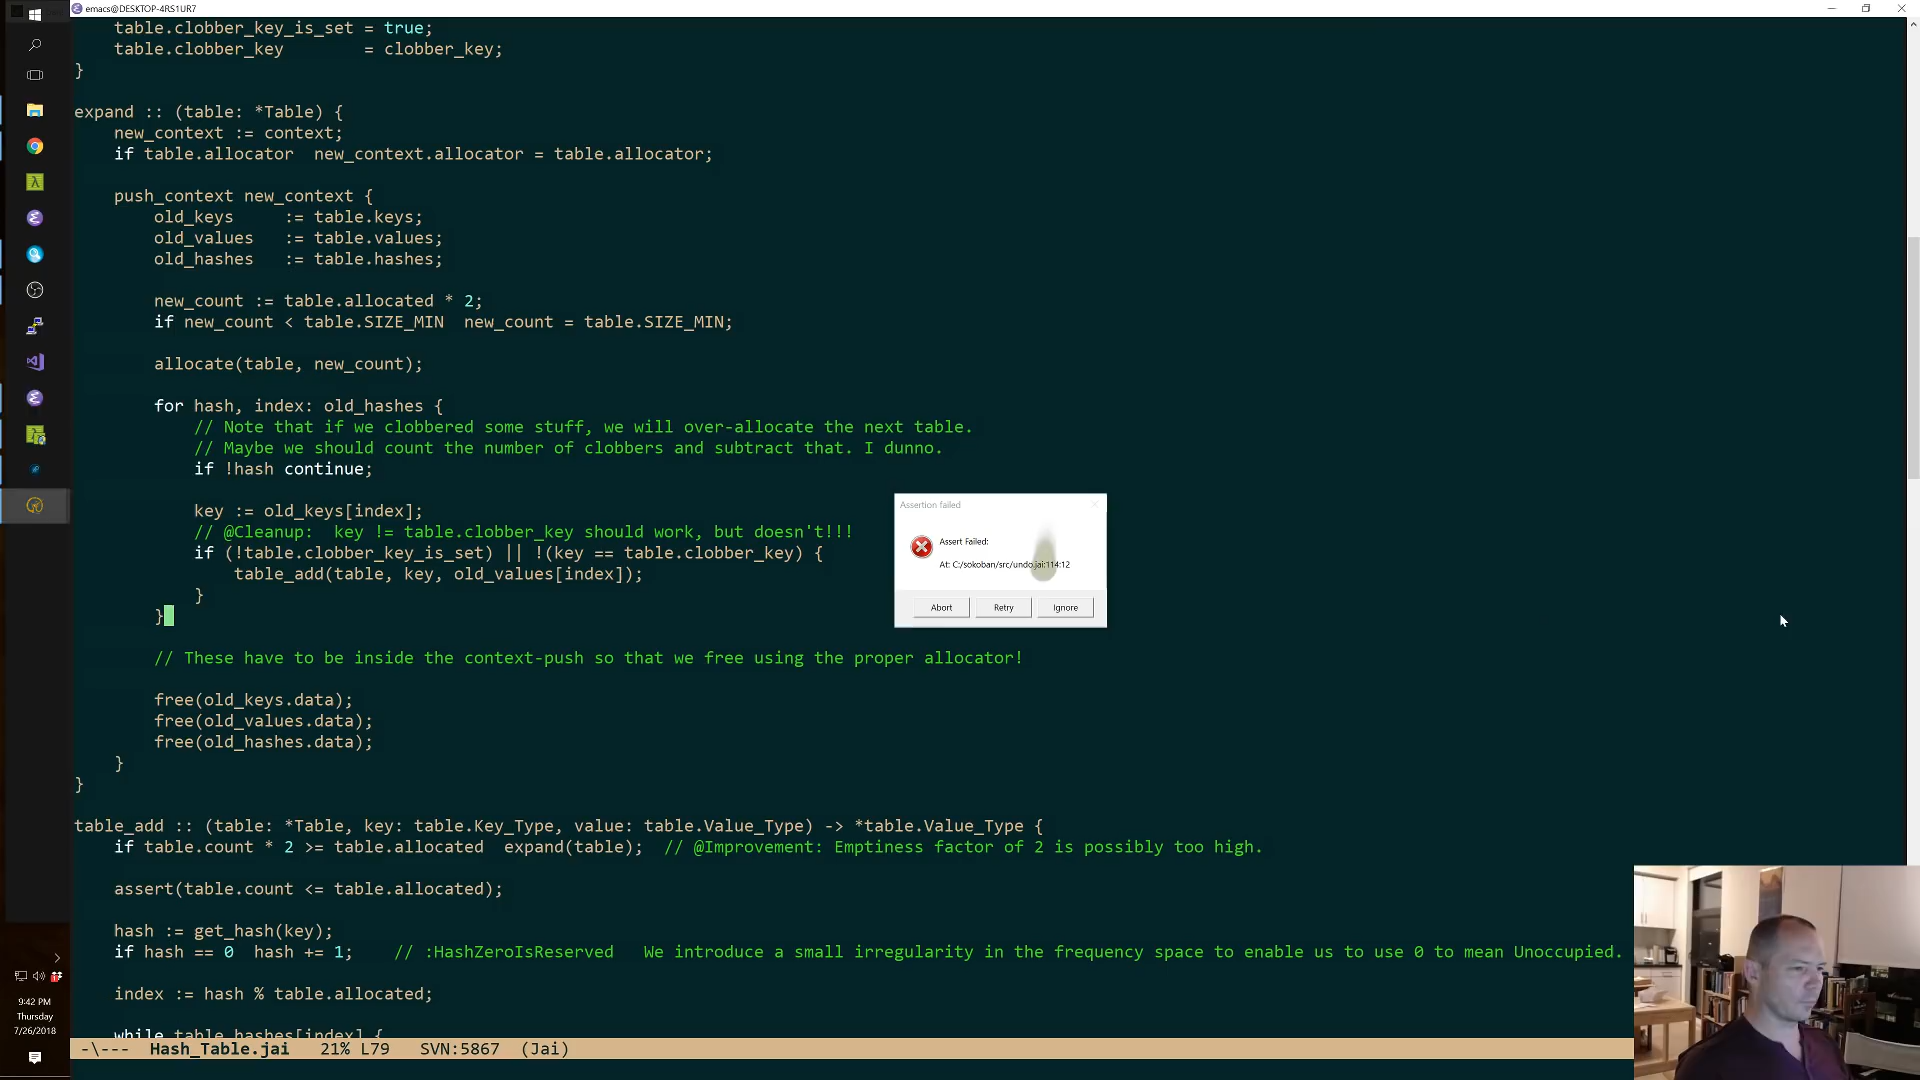 emacs@DESKTOP-4RS1UR7
    table.clobber_key_is_set = true;
    table.clobber_key        = clobber_key;
}
expand :: (table: *Table) {
    new_context := context;
    if table.allocator  new_context.allocator = table.allocator;
    push_context new_context {
        old_keys     := table.keys;
        old_values   := table.values;
        old_hashes   := table.hashes;
        new_count := table.allocated * 2;
        if new_count < table.SIZE_MIN  new_count = table.SIZE_MIN;
        allocate(table, new_count);
        for hash, index: old_hashes {
            // Note that if we clobbered some stuff, we will over-allocate the next table.
            // Maybe we should count the number of clobbers and subtract that. I dunno.
            if !hash continue;
            key := old_keys[index];
            // @Cleanup:  key != table.clobber_key should work, but doesn't!!!
            if (!table.clobber_key_is_set) || !(key == table.clobber_key) {
                table_add(table, key, old_values[index]);
            }
        }
        // These have to be inside the context-push so that we free using the proper allocator!
        free(old_keys.data);
        free(old_values.data);
        free(old_hashes.data);
    }
}
table_add :: (table: *Table, key: table.Key_Type, value: table.Value_Type) -> *table.Value_Type {
    if table.count * 2 >= table.allocated  expand(table);  // @Improvement: Emptiness factor of 2 is possibly too high.
    assert(table.count <= table.allocated);
    hash := get_hash(key);
    if hash == 0  hash += 1;    // :HashZeroIsReserved   We introduce a small irregularity in the frequency space to enable us to use 0 to mean Unoccupied.
    index := hash % table.allocated;
    while table.hashes[index] {
-\---  Hash_Table.jai   21% L79   SVN:5867  (Jai)
Assertion failed
Assert Failed:
At: C:/sokoban/src/undo.jai:114:12
Abort
Retry
Ignore
9:42 PM
Thursday
7/26/2018